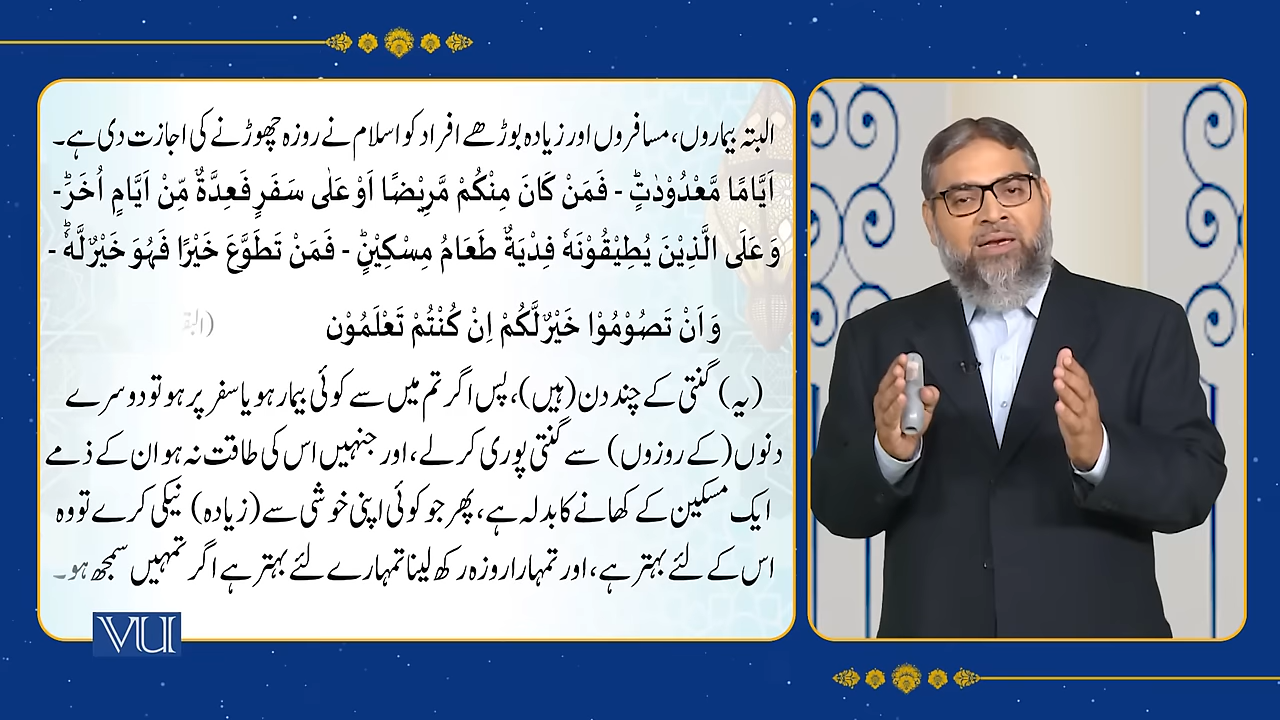 البتہ بیماروں، مسافروں اور زیادہ بوڑھے افراد کو اسلام نے روزہ چھوڑنے کی اجازت دی ہے۔
اَيَّامًا مَّعْدُوْدٰتٍؕ - فَمَنْ كَانَ مِنْكُمْ مَّرِيْضًا اَوْ عَلٰى سَفَرٍ فَعِدَّةٌ مِّنْ اَيَّامٍ اُخَرَؕ -
وَ عَلَى الَّذِيْنَ يُطِيْقُوْنَهٗ فِدْيَةٌ طَعَامُ مِسْكِيْنٍؕ - فَمَنْ تَطَوَّعَ خَيْرًا فَهُوَ خَيْرٌ لَّهٗؕ -
وَ اَنْ تَصُوْمُوْا خَيْرٌ لَّكُمْ اِنْ كُنْتُمْ تَعْلَمُوْن
(یہ) گنتی کے چند دن (ہیں)، پس اگر تم میں سے کوئی بیمار ہو یا سفر پر ہو تو دوسرے
دنوں (کے روزوں) سے گنتی پوری کر لے، اور جنہیں اس کی طاقت نہ ہو ان کے ذمے
ایک مسکین کے کھانے کا بدلہ ہے، پھر جو کوئی اپنی خوشی سے (زیادہ) نیکی کرے تو وہ
اس کے لئے بہتر ہے، اور تمہارا روزہ رکھ لینا تمہارے لئے بہتر ہے اگر تمہیں سمجھ ہو۔
VU